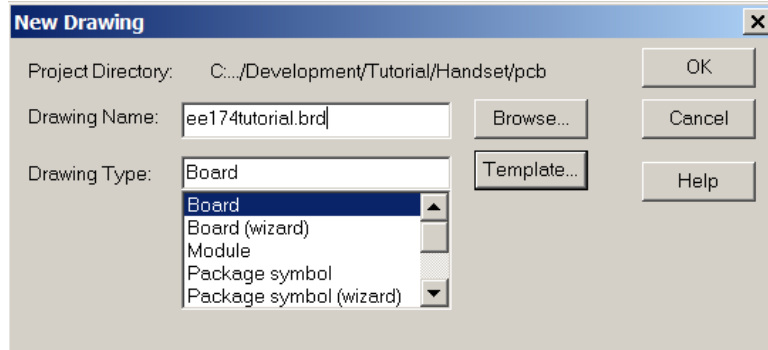 New Drawing
Project Directory: C:.../Development/Tutorial/Handset/pcb OK
Drawing Name: ee174tutorial.brd Browse... Cancel
Drawing Type: Board Template... Help
Board
Board (wizard)
Module
Package symbol
Package symbol (wizard)